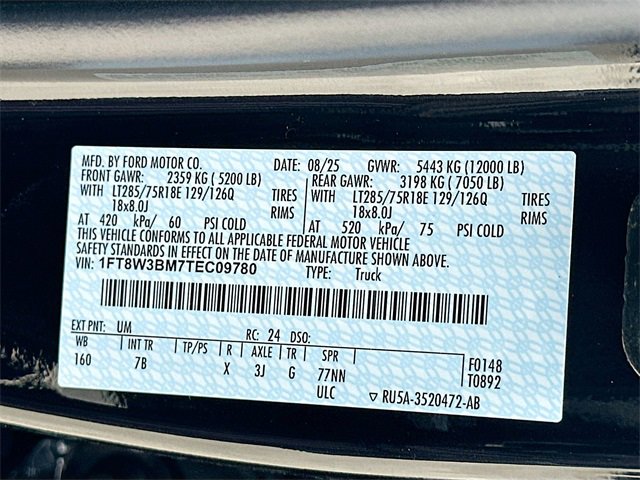 MFD. BY FORD MOTOR CO. DATE: 08/25 GVWR: 5443 KG (12000 LB)
FRONT GAWR: 2359 KG (5200 LB) REAR GAWR: 3198 KG (7050 LB)
WITH LT285/75R18E 129/126Q TIRES WITH LT285/75R18E 129/126Q TIRES
18x8.0J RIMS 18x8.0J RIMS
AT 420 kPa/ 60 PSI COLD AT 520 kPa/ 75 PSI COLD
THIS VEHICLE CONFORMS TO ALL APPLICABLE FEDERAL MOTOR VEHICLE
SAFETY STANDARDS IN EFFECT ON THE DATE OF MANUFACTURE SHOWN ABOVE.
VIN: 1FT8W3BM7TEC09780 TYPE: Truck
EXT PNT: UM RC: 24 DSO:
WB INT TR TP/PS R AXLE TR SPR
160 7B X 3J G 77NN
ULC
F0148
T0892
RU5A-3520472-AB